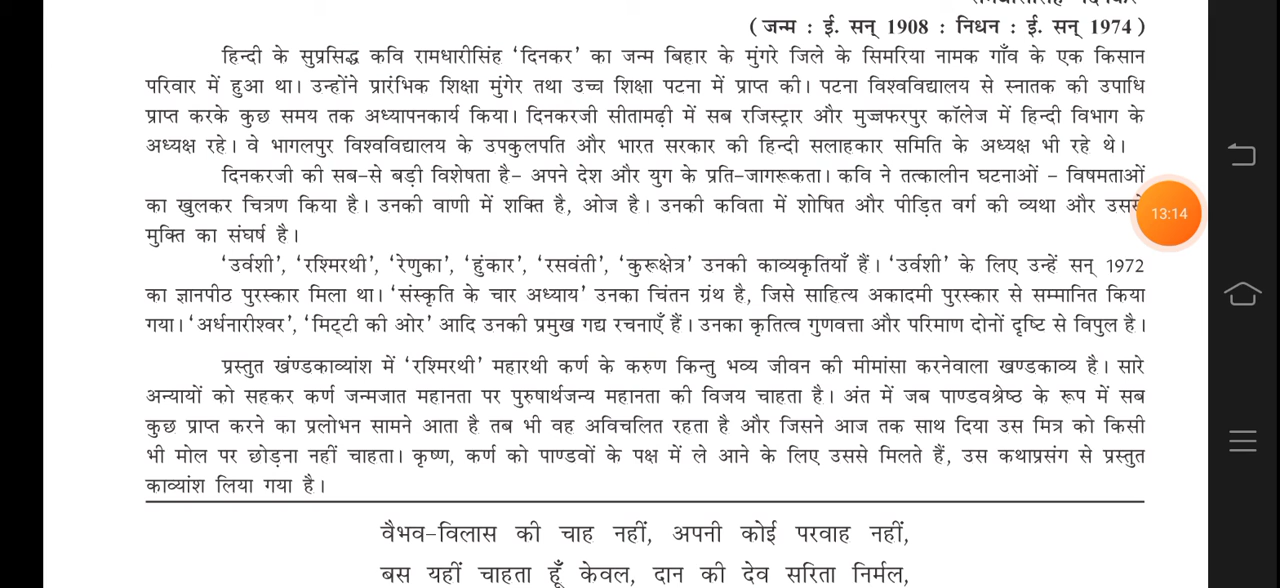 ( जन्म : ई. सन् 1908 : निधन : ई. सन् 1974 )
हिन्दी के सुप्रसिद्ध कवि रामधारीसिंह ‘दिनकर’ का जन्म बिहार के मुंगरे जिले के सिमरिया नामक गाँव के एक किसान
परिवार में हुआ था। उन्होंने प्रारंभिक शिक्षा मुंगेर तथा उच्च शिक्षा पटना में प्राप्त की। पटना विश्वविद्यालय से स्नातक की उपाधि
प्राप्त करके कुछ समय तक अध्यापनकार्य किया। दिनकरजी सीतामढ़ी में सब रजिस्ट्रार और मुज्जफरपुर कॉलेज में हिन्दी विभाग के
अध्यक्ष रहे। वे भागलपुर विश्वविद्यालय के उपकुलपति और भारत सरकार की हिन्दी सलाहकार समिति के अध्यक्ष भी रहे थे।
दिनकरजी की सब-से बड़ी विशेषता है- अपने देश और युग के प्रति-जागरूकता। कवि ने तत्कालीन घटनाओं - विषमताओं
का खुलकर चित्रण किया है। उनकी वाणी में शक्ति है, ओज है। उनकी कविता में शोषित और पीड़ित वर्ग की व्यथा और उससे
13:14
मुक्ति का संघर्ष है।
‘उर्वशी’, ‘रश्मिरथी’, ‘रेणुका’, ‘हुंकार’, ‘रसवंती’, ‘कुरूक्षेत्र’ उनकी काव्यकृतियाँ हैं। ‘उर्वशी’ के लिए उन्हें सन् 1972
का ज्ञानपीठ पुरस्कार मिला था। ‘संस्कृति के चार अध्याय’ उनका चिंतन ग्रंथ है, जिसे साहित्य अकादमी पुरस्कार से सम्मानित किया
गया। ‘अर्धनारीश्वर’, ‘मिट्टी की ओर’ आदि उनकी प्रमुख गद्य रचनाएँ हैं। उनका कृतित्व गुणवत्ता और परिमाण दोनों दृष्टि से विपुल है।
प्रस्तुत खंण्डकाव्यांश में ‘रश्मिरथी’ महारथी कर्ण के करुण किन्तु भव्य जीवन की मीमांसा करनेवाला खण्डकाव्य है। सारे
अन्यायों को सहकर कर्ण जन्मजात महानता पर पुरुषार्थजन्य महानता की विजय चाहता है। अंत में जब पाण्डवश्रेष्ठ के रूप में सब
कुछ प्राप्त करने का प्रलोभन सामने आता है तब भी वह अविचलित रहता है और जिसने आज तक साथ दिया उस मित्र को किसी
भी मोल पर छोड़ना नहीं चाहता। कृष्ण, कर्ण को पाण्डवों के पक्ष में ले आने के लिए उससे मिलते हैं, उस कथाप्रसंग से प्रस्तुत
काव्यांश लिया गया है।
वैभव-विलास की चाह नहीं, अपनी कोई परवाह नहीं,
बस यहीं चाहता हूँ केवल, दान की देव सरिता निर्मल,